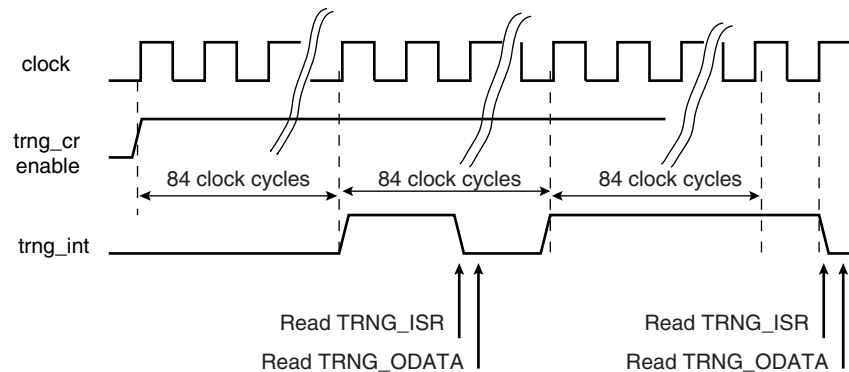 clock
trng_cr
enable
84 clock cycles
84 clock cycles
84 clock cycles
trng_int
Read TRNG_ISR
Read TRNG_ISR
Read TRNG_ODATA
Read TRNG_ODATA